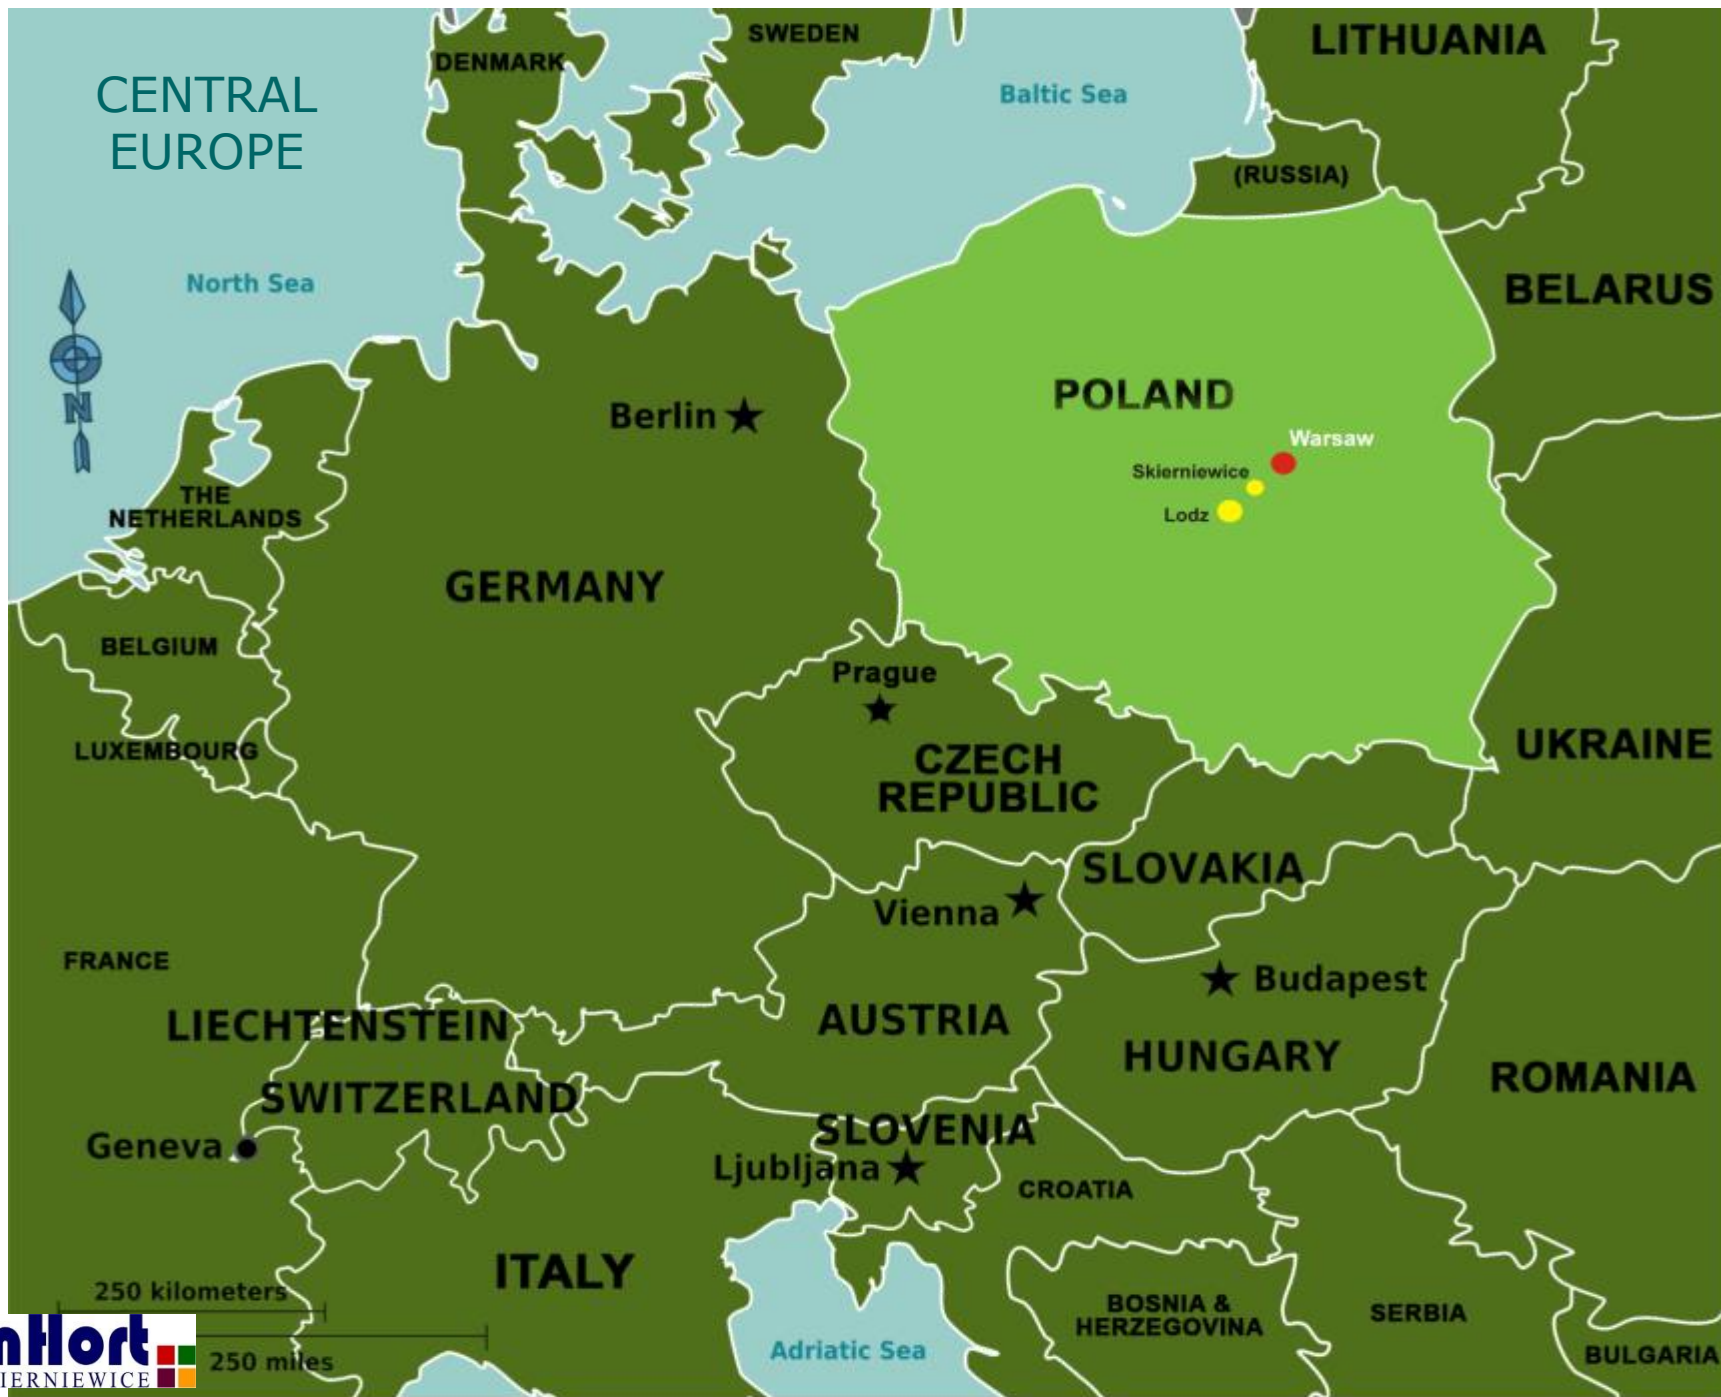 CENTRAL
EUROPE
DENMARK
SWEDEN
LITHUANIA
Baltic Sea
(RUSSIA)
North Sea
BELARUS
N
POLAND
Berlin
Warsaw
Skierniewice
Lodz
THE
NETHERLANDS
GERMANY
BELGIUM
Prague
LUXEMBOURG
CZECH
REPUBLIC
UKRAINE
SLOVAKIA
Vienna
FRANCE
Budapest
LIECHTENSTEIN
AUSTRIA
HUNGARY
ROMANIA
SWITZERLAND
SLOVENIA
Geneva
Ljubljana
CROATIA
ITALY
250 kilometers
BOSNIA &
HERZEGOVINA
SERBIA
nHort
IERNIEWICE
250 miles
Adriatic Sea
BULGARIA